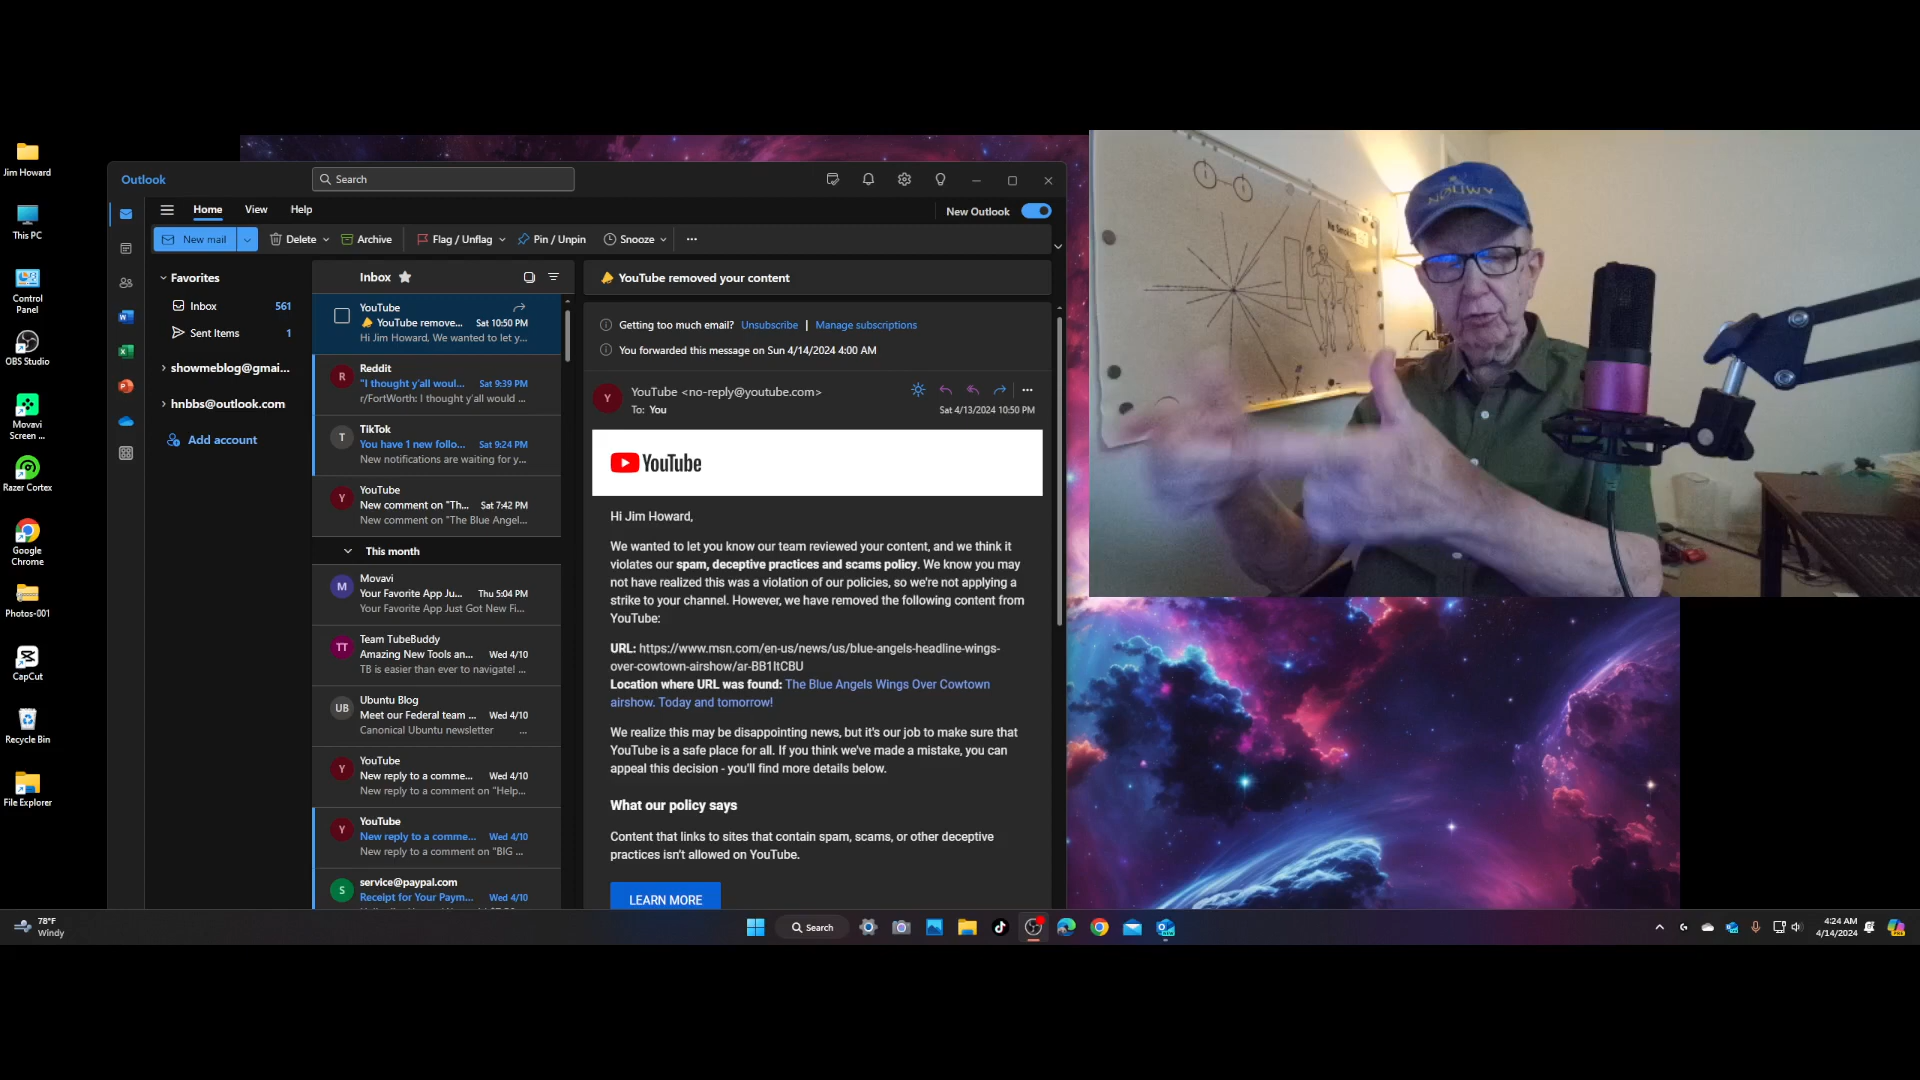 Jim Howard
This PC
Control
Panel
OBS Studio
Movavi
Screen ...
Razer Cortex
Google
Chrome
Photos-001
CapCut
Recycle Bin
File Explorer
Outlook
Search
Home
View
Help
New Outlook
New mail
Delete
Archive
Flag / Unflag
Pin / Unpin
Snooze
Favorites
Inbox 561
Sent Items 1
showmeblog@gmai...
hnbbs@outlook.com
Add account
Inbox
YouTube
YouTube remove... Sat 10:50 PM
Hi Jim Howard, We wanted to let y...
R
Reddit
"I thought y'all woul... Sat 9:39 PM
r/FortWorth: I thought y'all would ...
T
TikTok
You have 1 new follo... Sat 9:24 PM
New notifications are waiting for y...
Y
YouTube
New comment on "Th... Sat 7:42 PM
New comment on "The Blue Angel...
This month
M
Movavi
Your Favorite App Ju... Thu 5:04 PM
Your Favorite App Just Got New Fi...
TT
Team TubeBuddy
Amazing New Tools an... Wed 4/10
TB is easier than ever to navigate! ...
UB
Ubuntu Blog
Meet our Federal team ... Wed 4/10
Canonical Ubuntu newsletter ...
Y
YouTube
New reply to a comme... Wed 4/10
New reply to a comment on "Help...
Y
YouTube
New reply to a comme... Wed 4/10
New reply to a comment on "BIG ...
S
service@paypal.com
Receipt for Your Paym... Wed 4/10
YouTube removed your content
Getting too much email? Unsubscribe | Manage subscriptions
You forwarded this message on Sun 4/14/2024 4:00 AM
Y
YouTube <no-reply@youtube.com>
To: You
Sat 4/13/2024 10:50 PM
YouTube
Hi Jim Howard,
We wanted to let you know our team reviewed your content, and we think it
violates our spam, deceptive practices and scams policy. We know you may
not have realized this was a violation of our policies, so we're not applying a
strike to your channel. However, we have removed the following content from
YouTube:
URL: https://www.msn.com/en-us/news/us/blue-angels-headline-wings-
over-cowtown-airshow/ar-BB1ItCBU
Location where URL was found: The Blue Angels Wings Over Cowtown
airshow. Today and tomorrow!
We realize this may be disappointing news, but it's our job to make sure that
YouTube is a safe place for all. If you think we've made a mistake, you can
appeal this decision - you'll find more details below.
What our policy says
Content that links to sites that contain spam, scams, or other deceptive
practices isn't allowed on YouTube.
LEARN MORE
No Smoking
78°F
Windy
Search
4:24 AM
4/14/2024